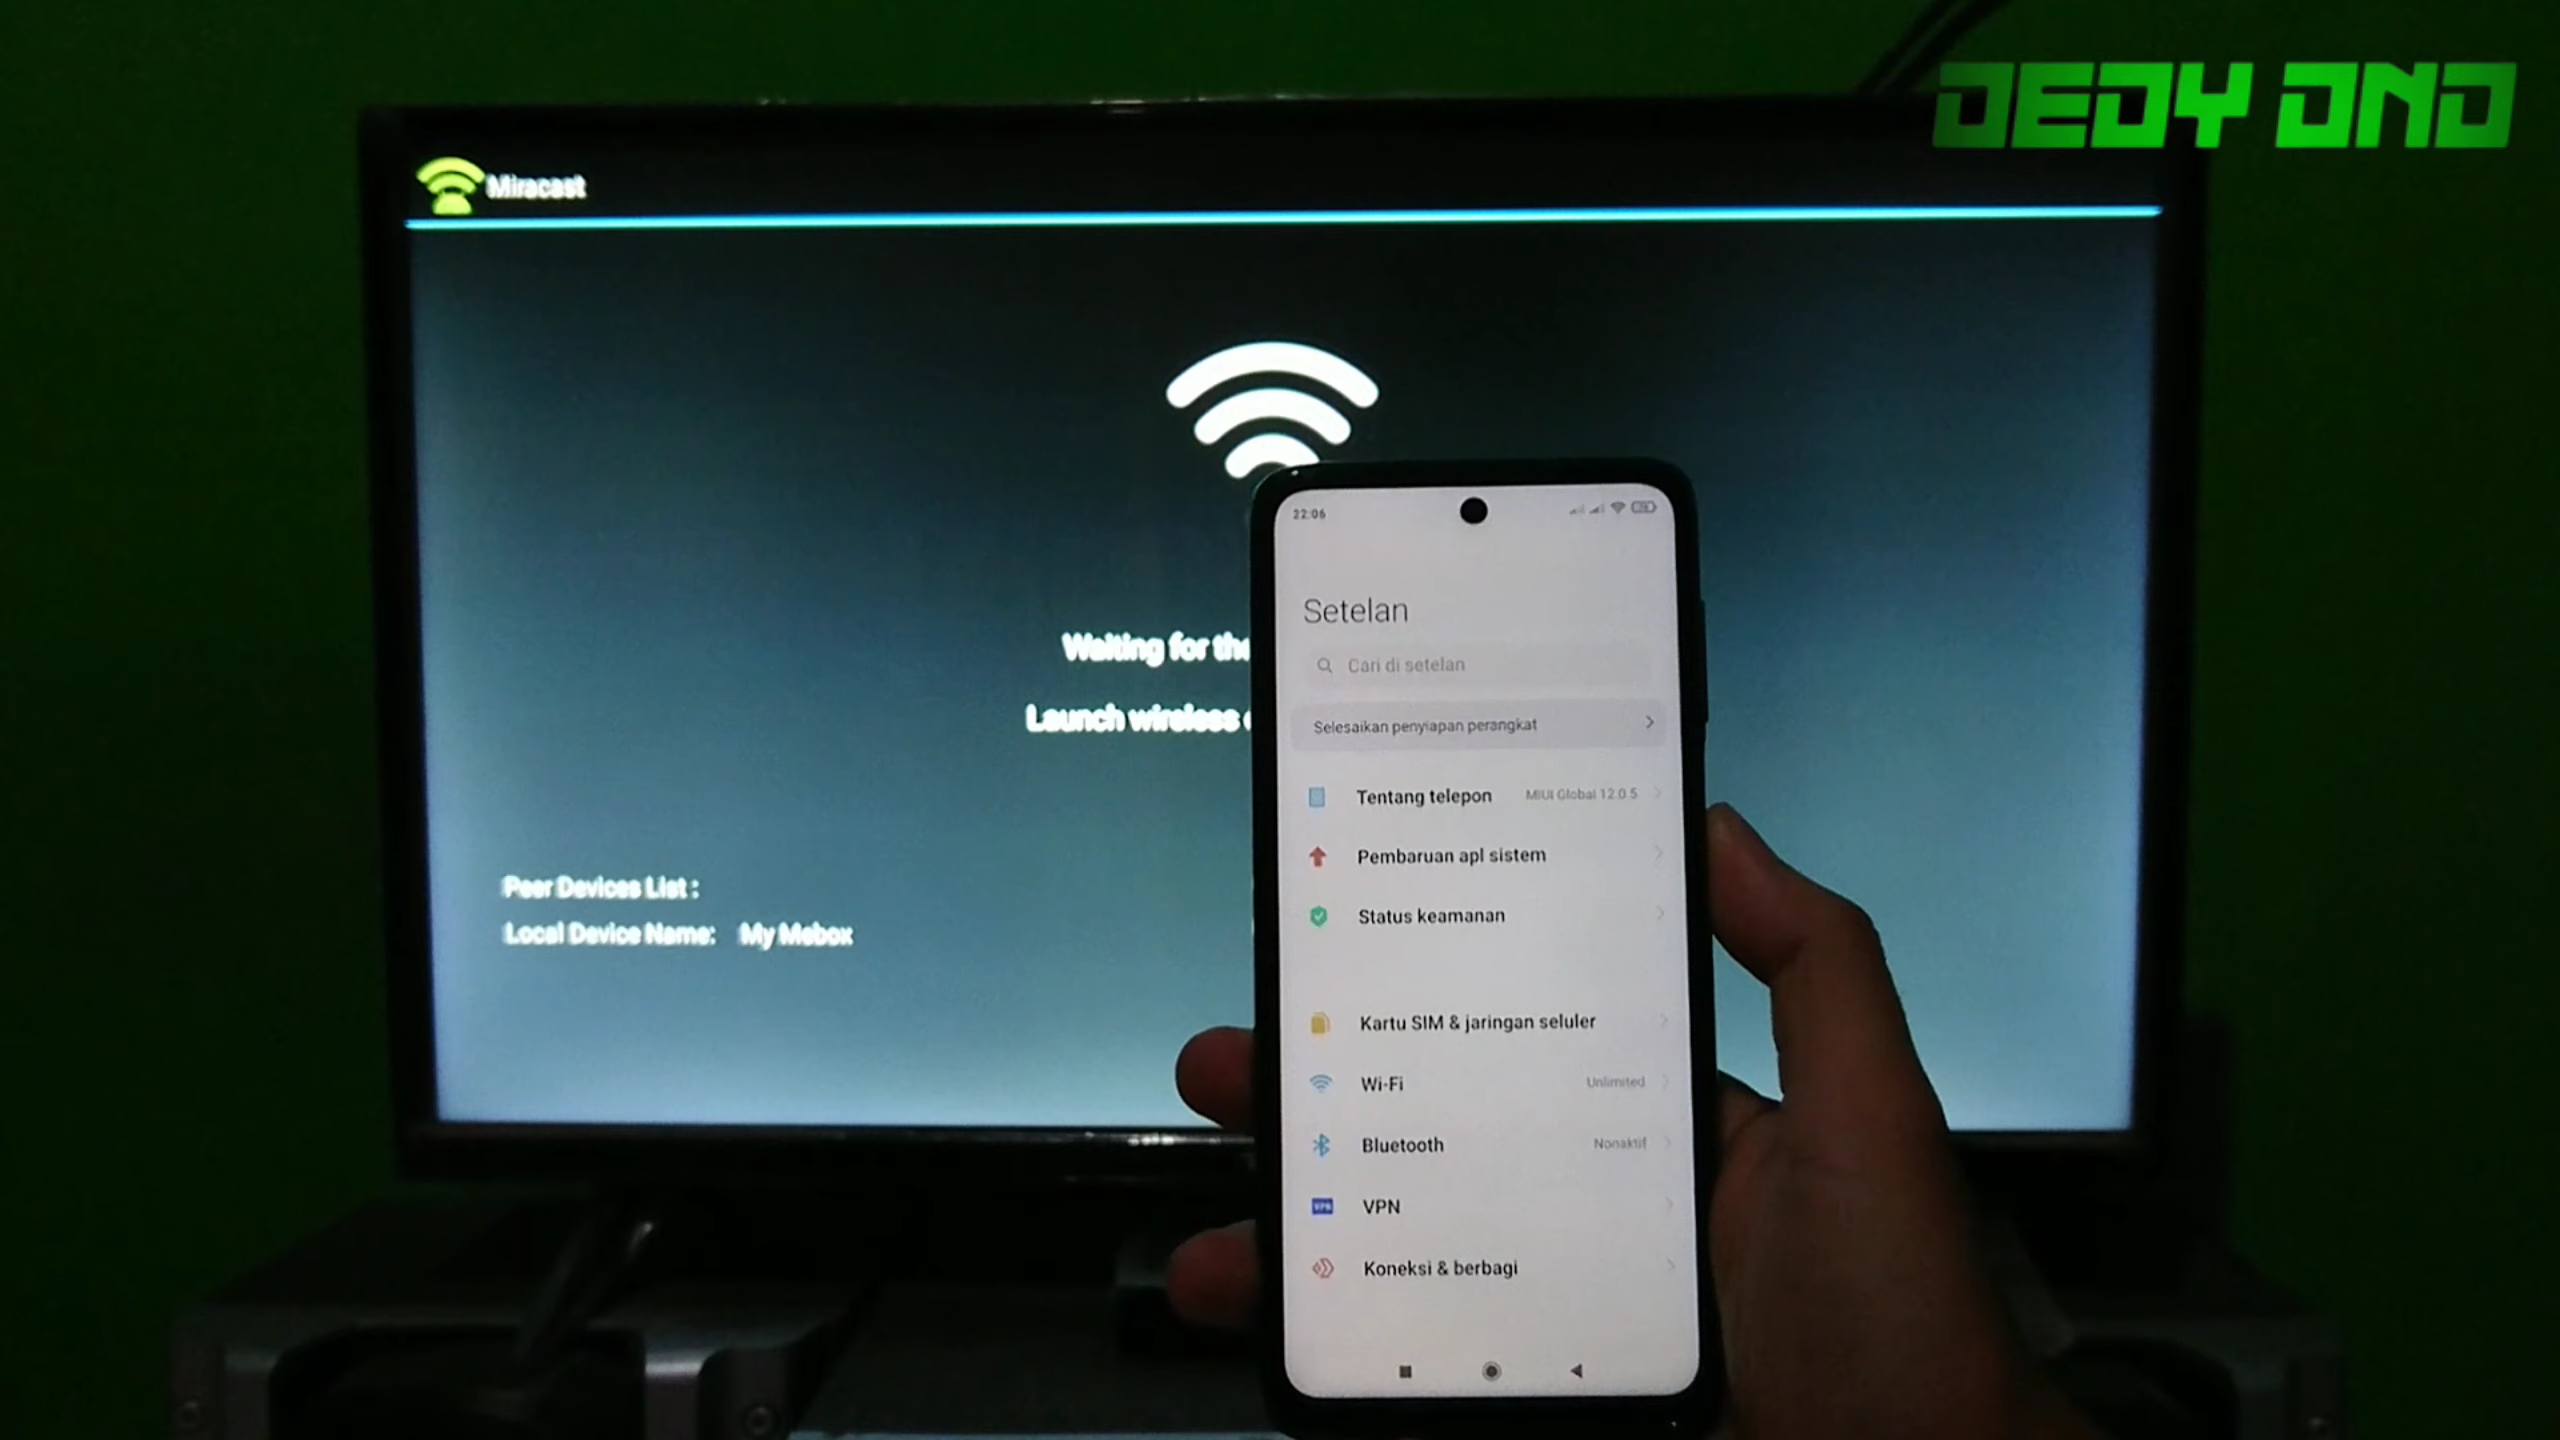 DEDY DND
Miracast
Waiting for the
Launch wireless
Peer Devices List :
Local Device Name: My Mebox
22:06
Setelan
Cari di setelan
Selesaikan penyiapan perangkat
Tentang telepon MIUI Global 12.0.5
Pembaruan apl sistem
Status keamanan
Kartu SIM & jaringan seluler
Wi-Fi Unlimited
Bluetooth Nonaktif
VPN VPN
Koneksi & berbagi